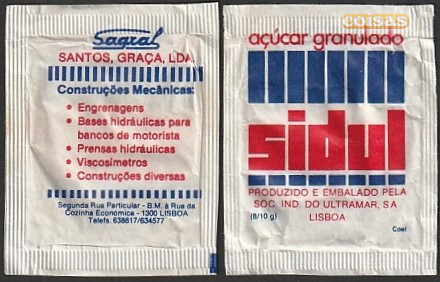 Sagral
SANTOS, GRAÇA, LDA.
Construções Mecânicas:
• Engrenagens
• Bases hidráulicas para
bancos de motorista
• Prensas hidráulicas
• Viscosímetros
• Construções diversas
Segunda Rua Particular - B.M. à Rua da
Cozinha Económica - 1300 LISBOA
Telefs. 638617/634577
coisas
açúcar granulado
sidul
PRODUZIDO E EMBALADO PELA
SOC. IND. DO ULTRAMAR, SA
(8/10 g) LISBOA
Coel